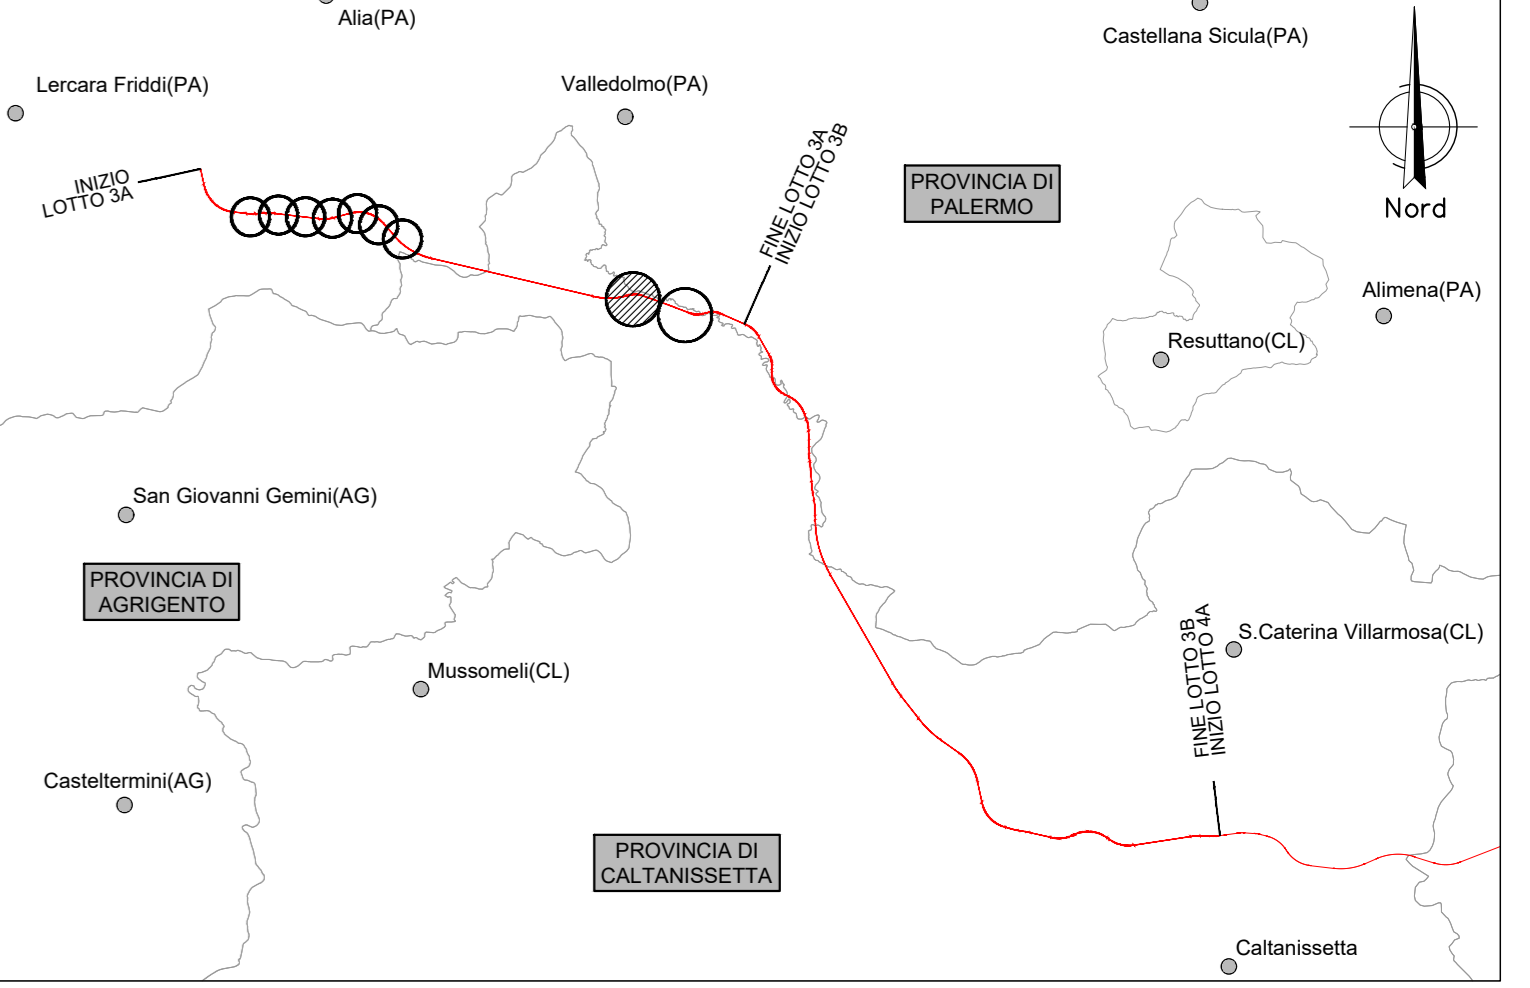 Alia(PA)
Castellana Sicula(PA)
Lercara Friddi(PA)
Valledolmo(PA)
INIZIO
LOTTO 3A
FINE LOTTO 3A
INIZIO LOTTO 3B
PROVINCIA DI
PALERMO
Nord
Alimena(PA)
Resuttano(CL)
San Giovanni Gemini(AG)
PROVINCIA DI
AGRIGENTO
FINE LOTTO 3B
INIZIO LOTTO 4A
S.Caterina Villarmosa(CL)
Mussomeli(CL)
Casteltermini(AG)
PROVINCIA DI
CALTANISSETTA
Caltanissetta